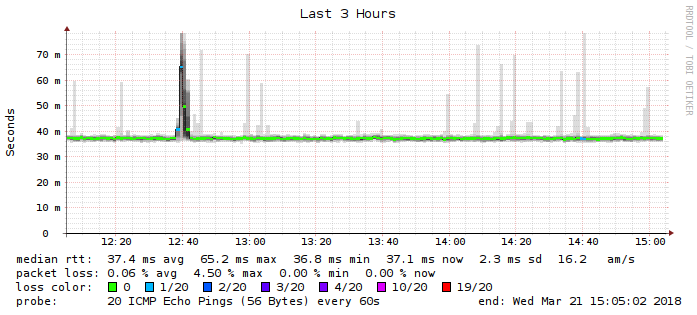 Last 3 Hours
RRDTOOL / TOBI OETIKER
Seconds
70 m
60 m
50 m
40 m
30 m
20 m
10 m
0
12:20 12:40 13:00 13:20 13:40 14:00 14:20 14:40 15:00
median rtt: 37.4 ms avg 65.2 ms max 36.8 ms min 37.1 ms now 2.3 ms sd 16.2 am/s
packet loss: 0.06 % avg 4.50 % max 0.00 % min 0.00 % now
loss color: 0 1/20 2/20 3/20 4/20 10/20 19/20
probe: 20 ICMP Echo Pings (56 Bytes) every 60s end: Wed Mar 21 15:05:02 2018